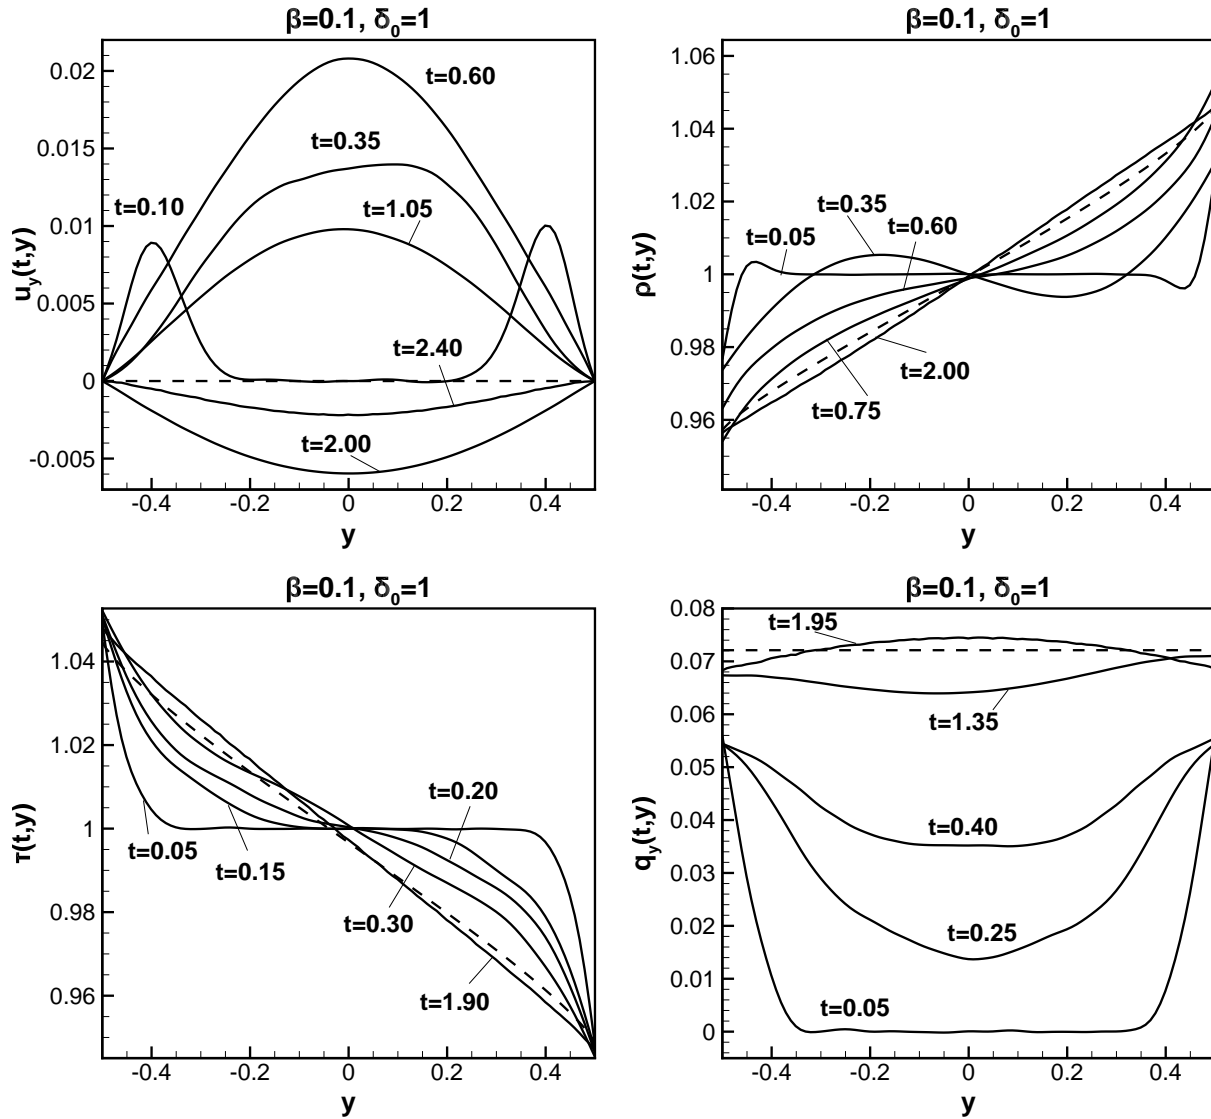 β=0.1, δ0=1
0.02
0.015
0.01
0.005
0
-0.005
u_y(t,y)
t=0.60
t=0.35
t=0.10
t=1.05
t=2.40
t=2.00
-0.4 -0.2 0 0.2 0.4
y
β=0.1, δ0=1
1.06
1.04
1.02
1
0.98
0.96
ρ(t,y)
t=0.35
t=0.60
t=0.05
t=2.00
t=0.75
-0.4 -0.2 0 0.2 0.4
y
β=0.1, δ0=1
1.04
1.02
1
0.98
0.96
τ(t,y)
t=0.20
t=0.05
t=0.15
t=0.30
t=1.90
-0.4 -0.2 0 0.2 0.4
y
β=0.1, δ0=1
0.08
0.07
0.06
0.05
0.04
0.03
0.02
0.01
0
q_y(t,y)
t=1.95
t=1.35
t=0.40
t=0.25
t=0.05
-0.4 -0.2 0 0.2 0.4
y